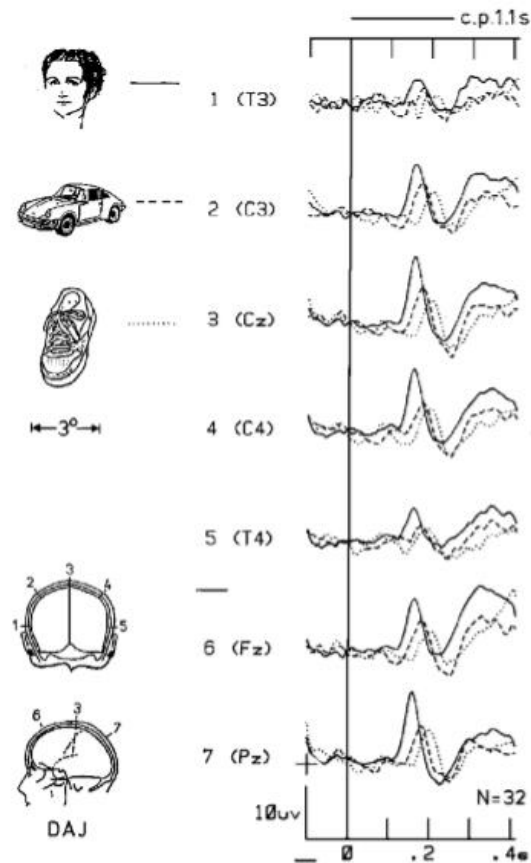 c.p.1.1s
1 (T3)
2 (C3)
3 (Cz)
3°
4 (C4)
5 (T4)
3
2 4
1 5
6 (Fz)
6 3 7
7 (Pz)
N=32
10uv
DAJ
0 .2 .4s